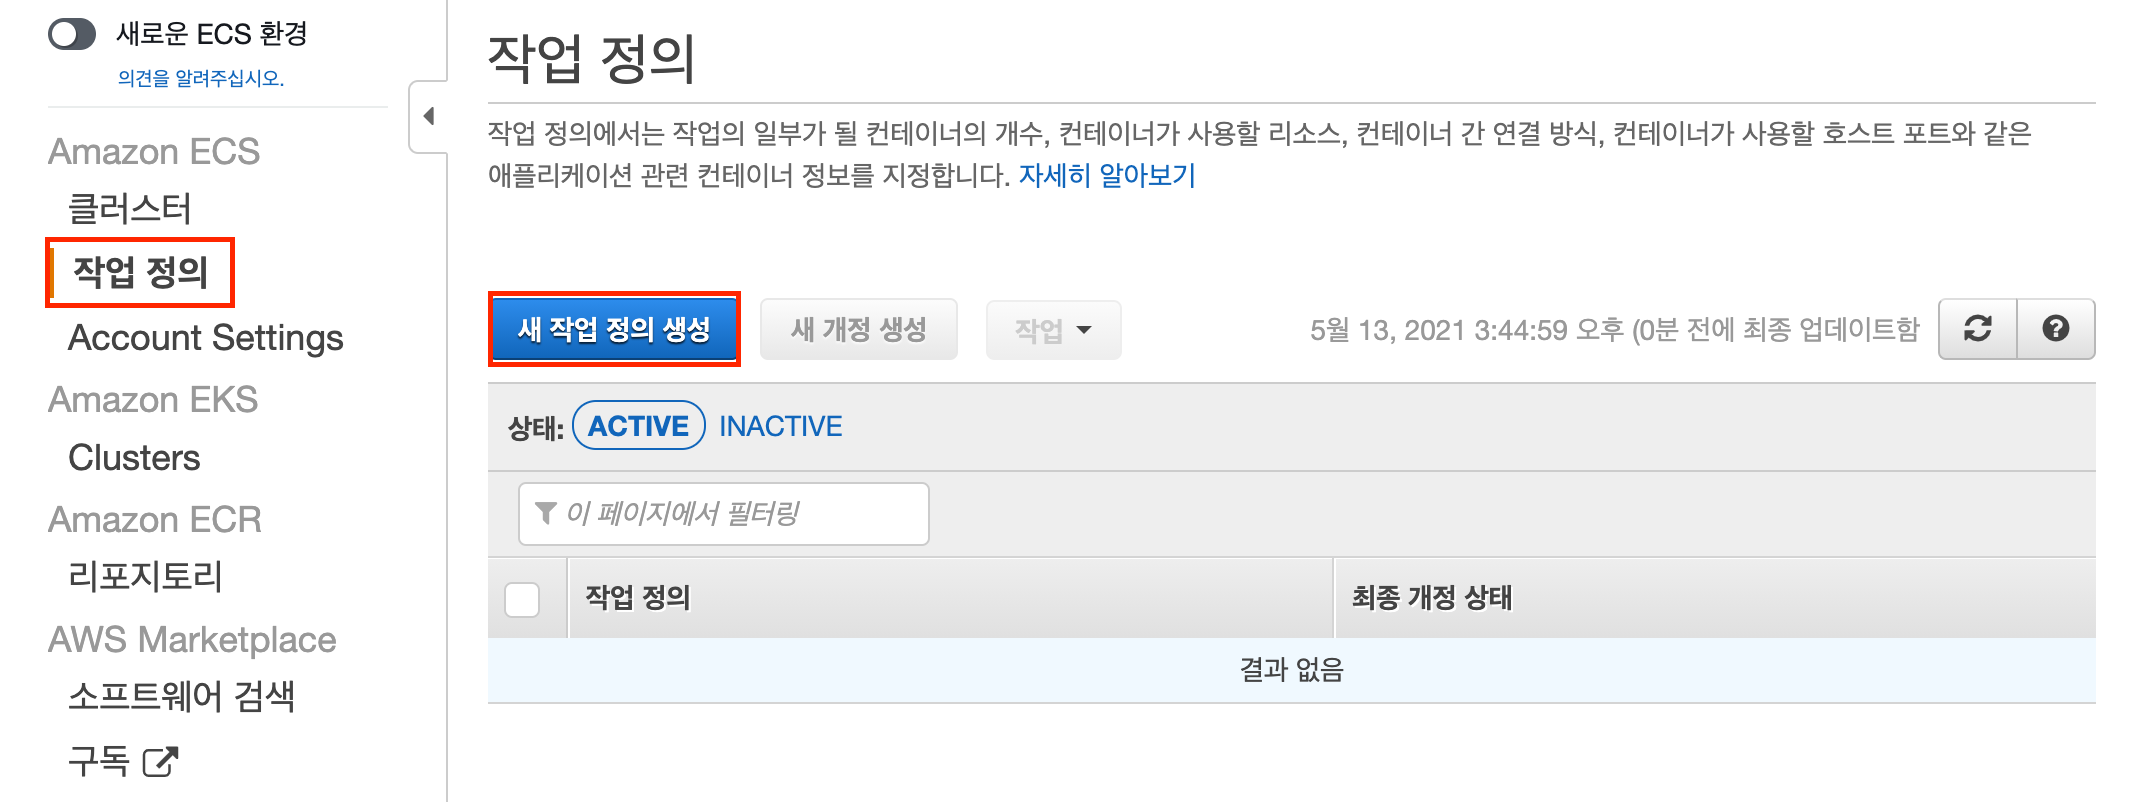 새로운 ECS 환경
의견을 알려주십시오.
Amazon ECS
클러스터
작업 정의
Account Settings
Amazon EKS
Clusters
Amazon ECR
리포지토리
AWS Marketplace
소프트웨어 검색
구독
작업 정의
작업 정의에서는 작업의 일부가 될 컨테이너의 개수, 컨테이너가 사용할 리소스, 컨테이너 간 연결 방식, 컨테이너가 사용할 호스트 포트와 같은
애플리케이션 관련 컨테이너 정보를 지정합니다. 자세히 알아보기
새 작업 정의 생성 새 개정 생성 작업 5월 13, 2021 3:44:59 오후 (0분 전에 최종 업데이트함
상태: ACTIVE INACTIVE
이 페이지에서 필터링
작업 정의 최종 개정 상태
결과 없음